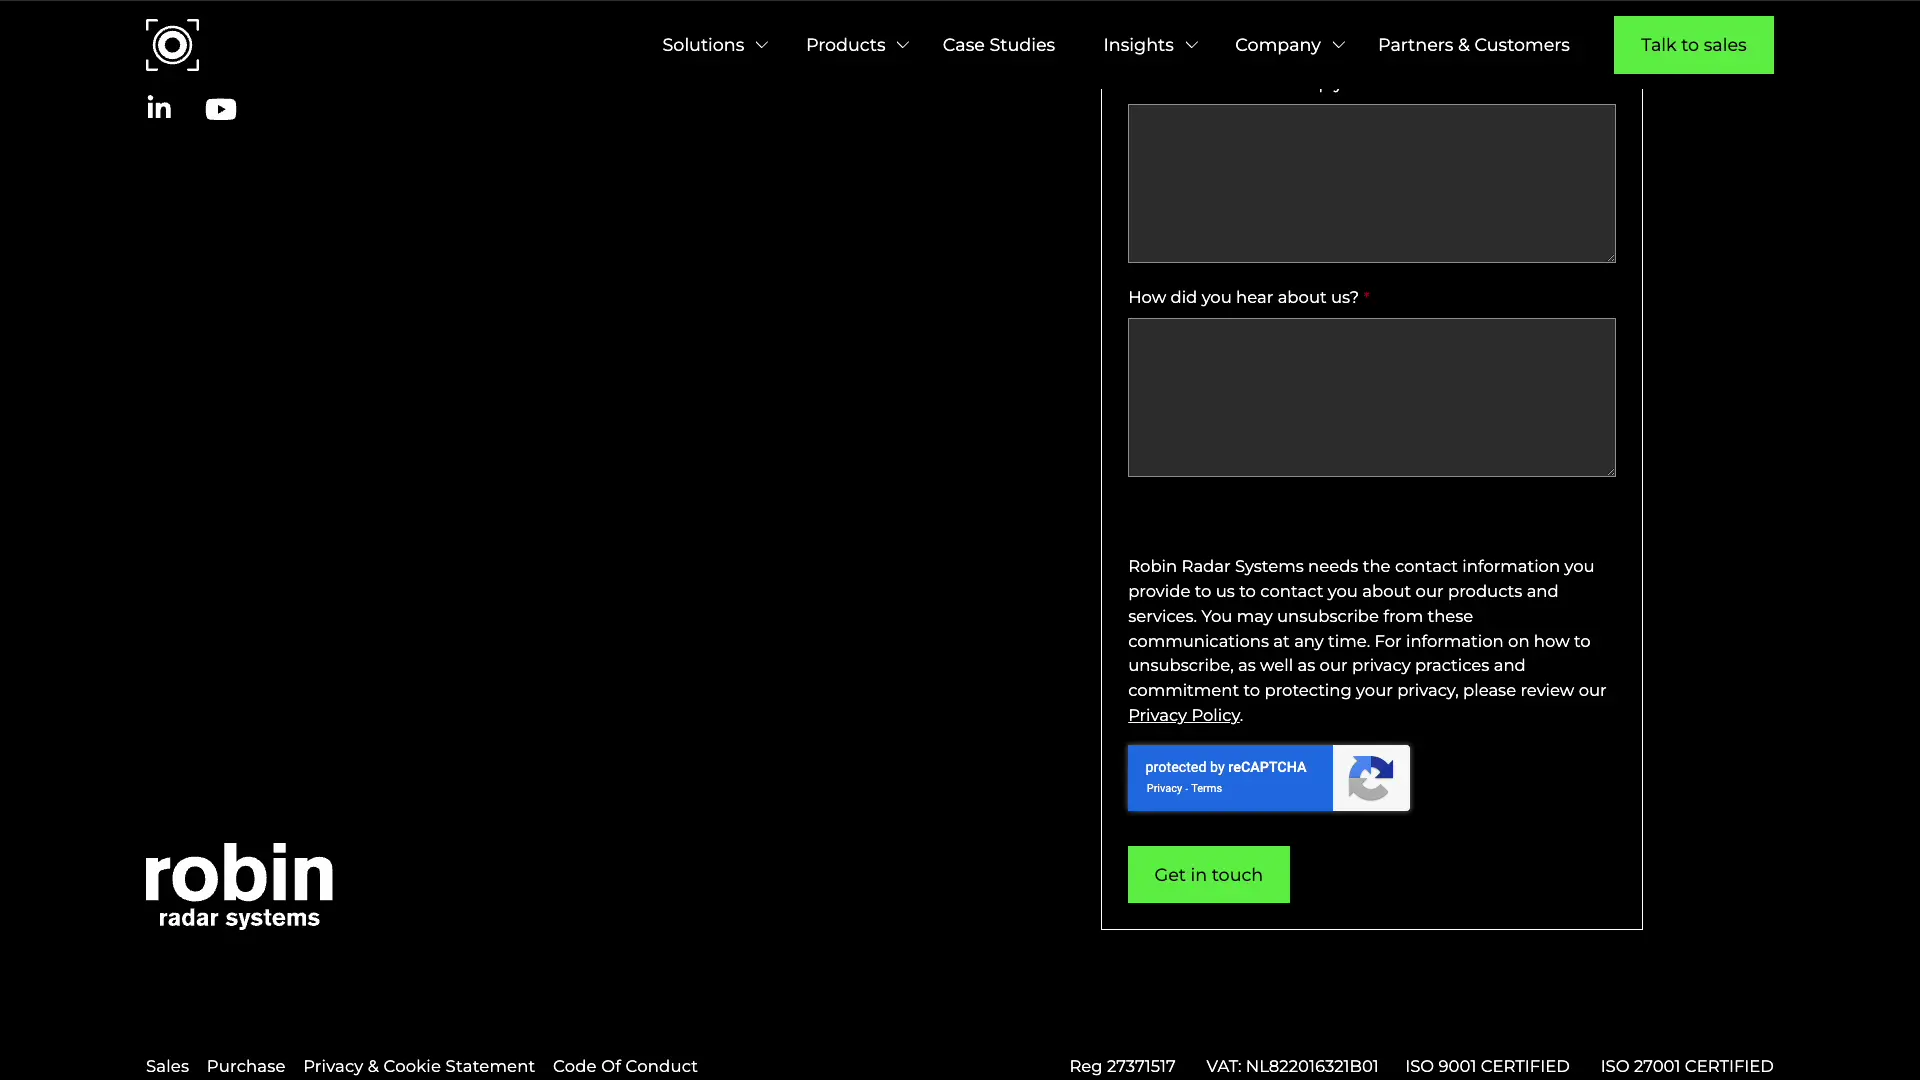 Solutions Products Case Studies Insights Company Partners & Customers Talk to sales
in
How did you hear about us? *
Robin Radar Systems needs the contact information you
provide to us to contact you about our products and
services. You may unsubscribe from these
communications at any time. For information on how to
unsubscribe, as well as our privacy practices and
commitment to protecting your privacy, please review our
Privacy Policy.
protected by reCAPTCHA
Privacy - Terms
Get in touch
robin
radar systems
Sales Purchase Privacy & Cookie Statement Code Of Conduct
Reg 27371517 VAT: NL822016321B01 ISO 9001 CERTIFIED ISO 27001 CERTIFIED